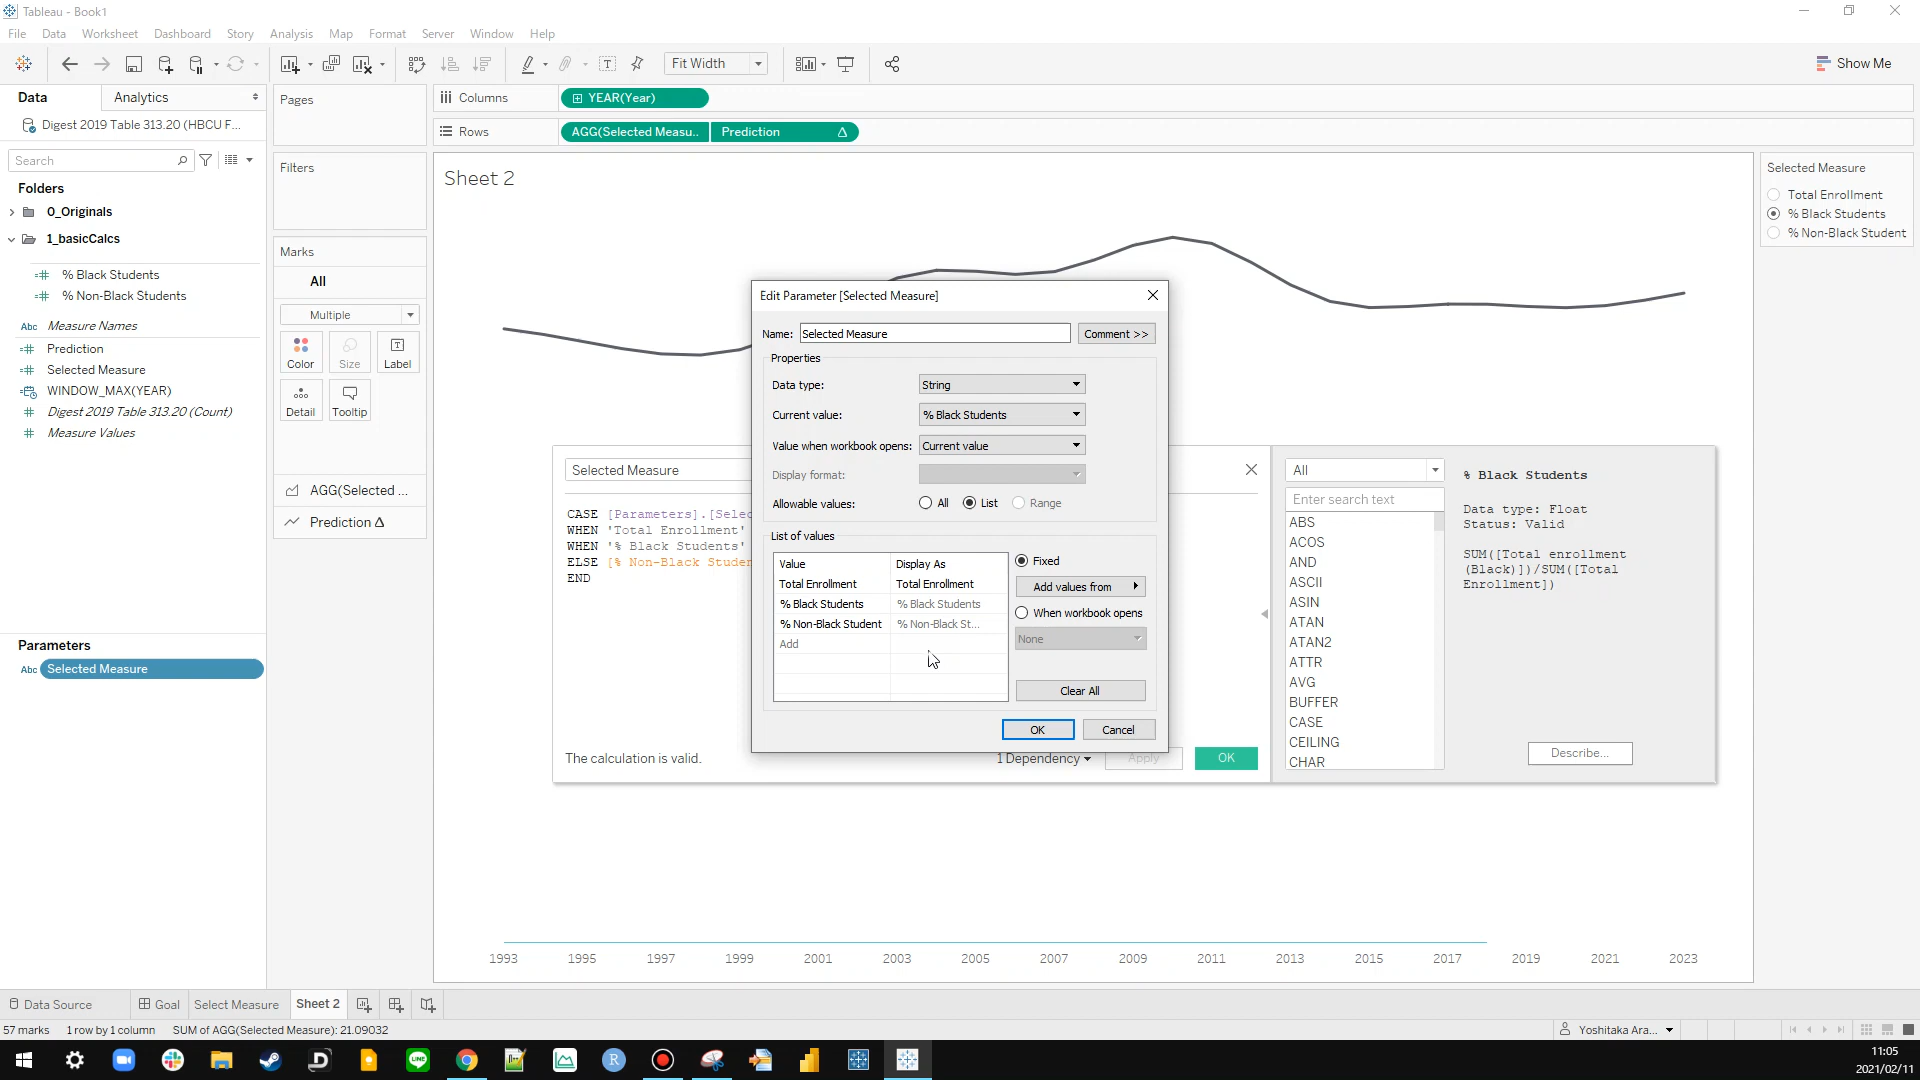 Tableau - Book1
File Data Worksheet Dashboard Story Analysis Map Format Server Window Help
Fit Width
Show Me
Data Analytics
Digest 2019 Table 313.20 (HBCU F...
Search
Folders
0_Originals
1_basicCalcs
% Black Students
% Non-Black Students
Abc Measure Names
Prediction
Selected Measure
WINDOW_MAX(YEAR)
Digest 2019 Table 313.20 (Count)
Measure Values
Parameters
Abc Selected Measure
Pages
Filters
Marks
All
Multiple
Color Size Label
Detail Tooltip
AGG(Selected ...
Prediction Δ
Columns YEAR(Year)
Rows AGG(Selected Measu.. Prediction Δ
Sheet 2
Selected Measure
Total Enrollment
% Black Students
% Non-Black Student
Edit Parameter [Selected Measure]
Name: Selected Measure Comment >>
Properties
Data type: String
Current value: % Black Students
Value when workbook opens: Current value
Display format:
Allowable values: All List Range
List of values
Value Display As
Total Enrollment Total Enrollment
% Black Students % Black Students
% Non-Black Student % Non-Black St...
Add
Fixed
Add values from
When workbook opens
None
Clear All
OK Cancel
Selected Measure
CASE [Parameters].[Selec
WHEN 'Total Enrollment'
WHEN '% Black Students'
ELSE [% Non-Black Studen
END
The calculation is valid.
1 Dependency Apply OK
All
Enter search text
ABS
ACOS
AND
ASCII
ASIN
ATAN
ATAN2
ATTR
AVG
BUFFER
CASE
CEILING
CHAR
% Black Students
Data type: Float
Status: Valid
SUM([Total enrollment
(Black)])/SUM([Total
Enrollment])
Describe...
1993 1995 1997 1999 2001 2003 2005 2007 2009 2011 2013 2015 2017 2019 2021 2023
Data Source Goal Select Measure Sheet 2
57 marks 1 row by 1 column SUM of AGG(Selected Measure): 21.09032
Yoshitaka Ara...
LINE
R
11:05
2021/02/11